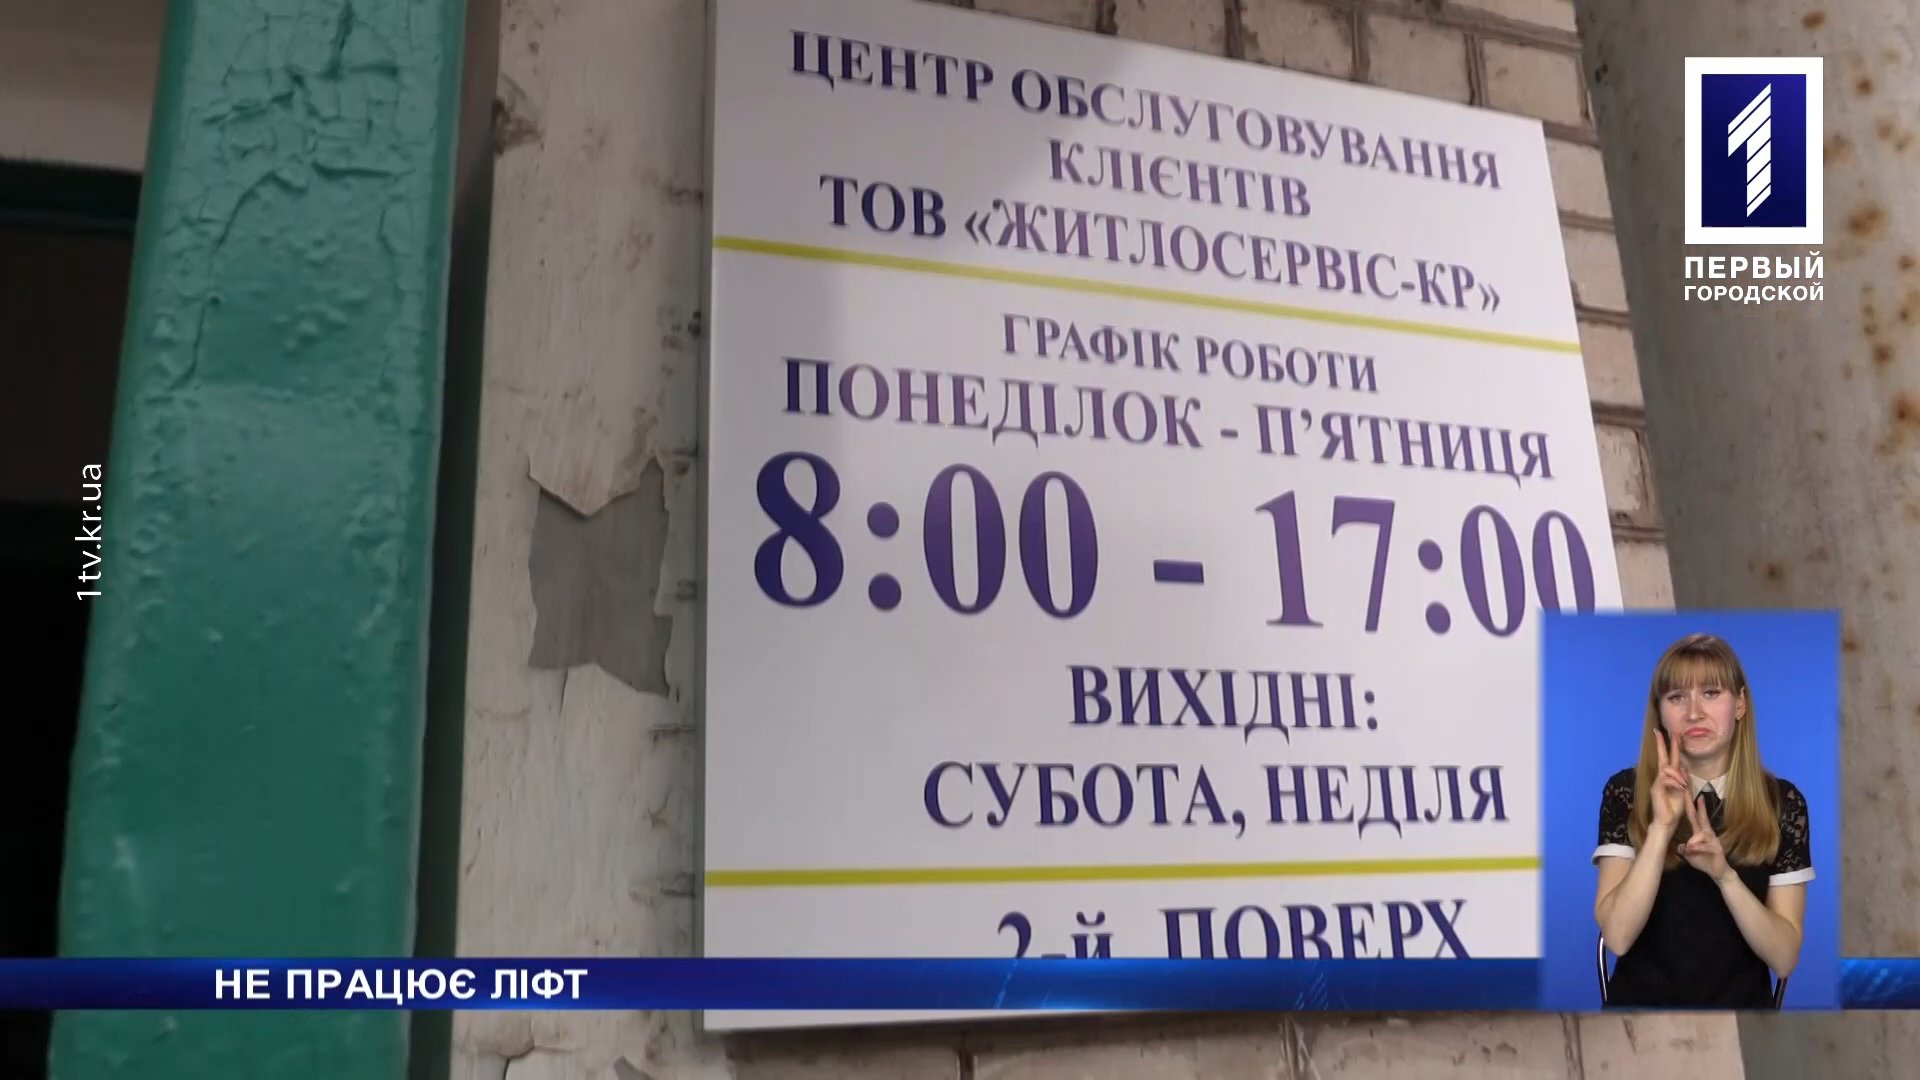 ЦЕНТР ОБСЛУГОВУВАННЯ
КЛІЄНТІВ
ТОВ «ЖИТЛОСЕРВІС-КР»
ГРАФІК РОБОТИ
ПОНЕДІЛОК - П’ЯТНИЦЯ
8:00 - 17:00
ВИХІДНІ:
СУБОТА, НЕДІЛЯ
2-й ПОВЕРХ
1
ПЕРВЫЙ
ГОРОДСКОЙ
1tv.kr.ua
НЕ ПРАЦЮЄ ЛІФТ